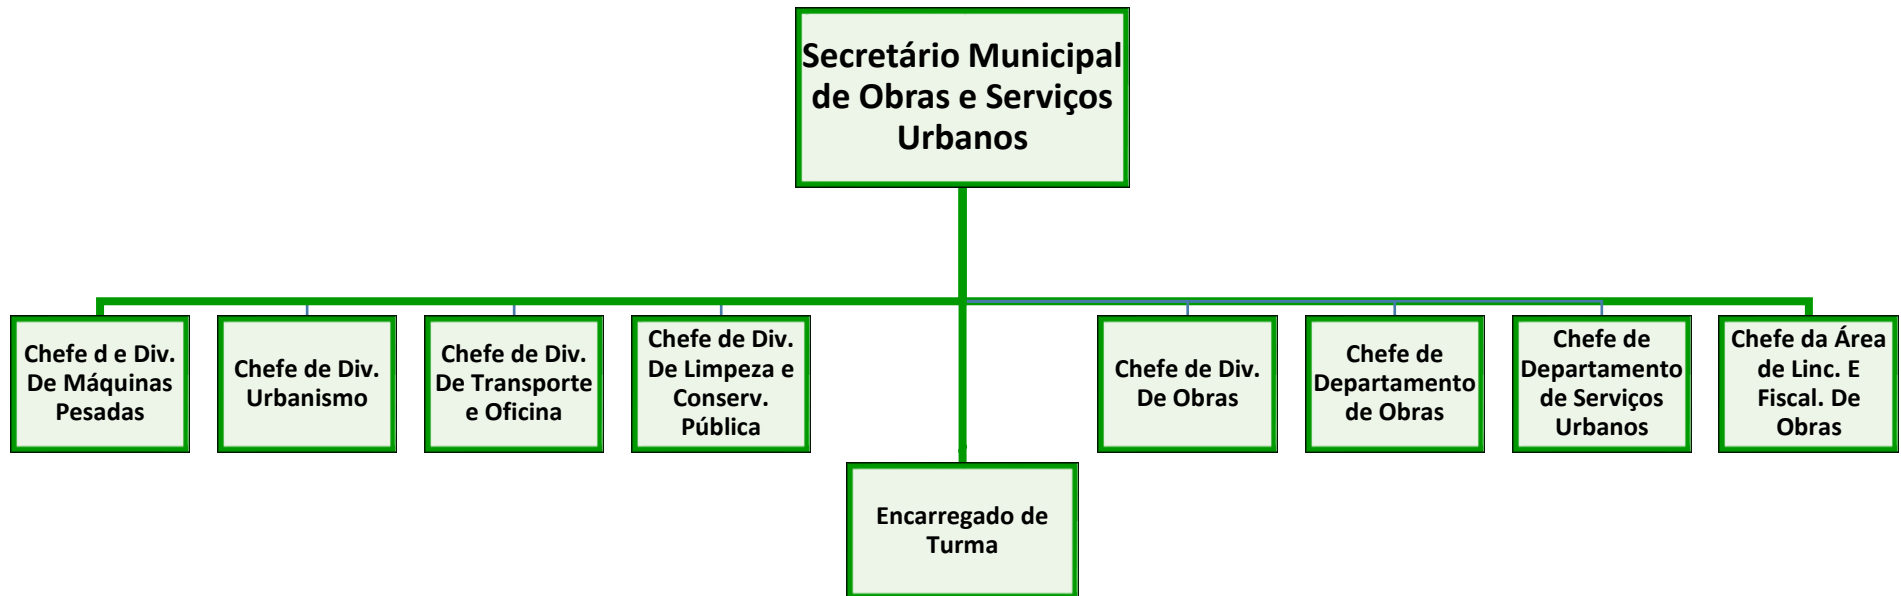 Secretário Municipal
de Obras e Serviços
Urbanos
Chefe d e Div.
De Máquinas
Pesadas
Chefe de Div.
Urbanismo
Chefe de Div.
De Transporte
e Oficina
Chefe de Div.
De Limpeza e
Conserv.
Pública
Chefe de Div.
De Obras
Chefe de
Departamento
de Obras
Chefe de
Departamento
de Serviços
Urbanos
Chefe da Área
de Linc. E
Fiscal. De
Obras
Encarregado de
Turma